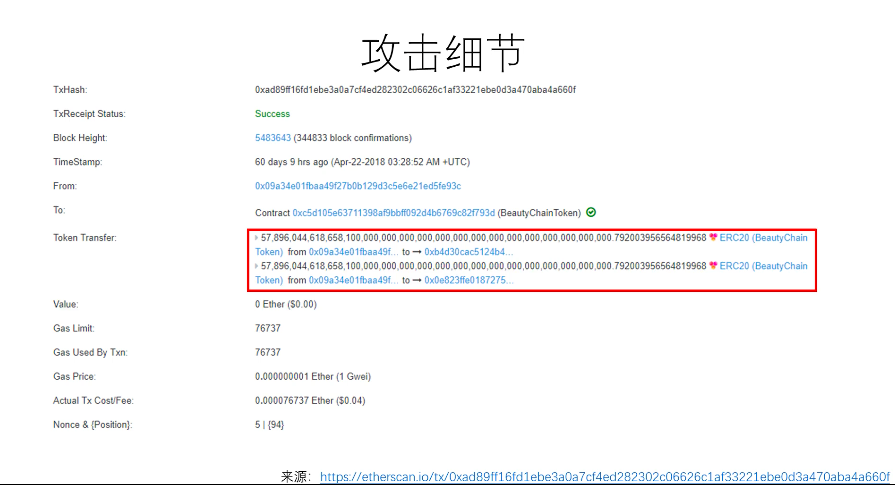 攻击细节
TxHash: 0xad89ff16fd1ebe3a0a7cf4ed282302c06626c1af33221ebe0d3a470aba4a660f
TxReceipt Status: Success
Block Height: 5483643 (344833 block confirmations)
TimeStamp: 60 days 9 hrs ago (Apr-22-2018 03:28:52 AM +UTC)
From: 0x09a34e01fbaa49f27b0b129d3c5e6e21ed5fe93c
To: Contract 0xc5d105e63711398af9bbff092d4b6769c82f793d (BeautyChainToken)
Token Transfer: 57,896,044,618,658,100,000,000,000,000,000,000,000,000,000,000,000,000,000,000.792003956564819968 ERC20 (BeautyChain
Token) from 0x09a34e01fbaa49f... to 0xb4d30cac5124b4...
57,896,044,618,658,100,000,000,000,000,000,000,000,000,000,000,000,000,000,000.792003956564819968 ERC20 (BeautyChain
Token) from 0x09a34e01fbaa49f... to 0x0e823ffe0187275...
Value: 0 Ether ($0.00)
Gas Limit: 76737
Gas Used By Txn: 76737
Gas Price: 0.000000001 Ether (1 Gwei)
Actual Tx Cost/Fee: 0.000076737 Ether ($0.04)
Nonce & {Position}: 5 | {94}
来源：https://etherscan.io/tx/0xad89ff16fd1ebe3a0a7cf4ed282302c06626c1af33221ebe0d3a470aba4a660f